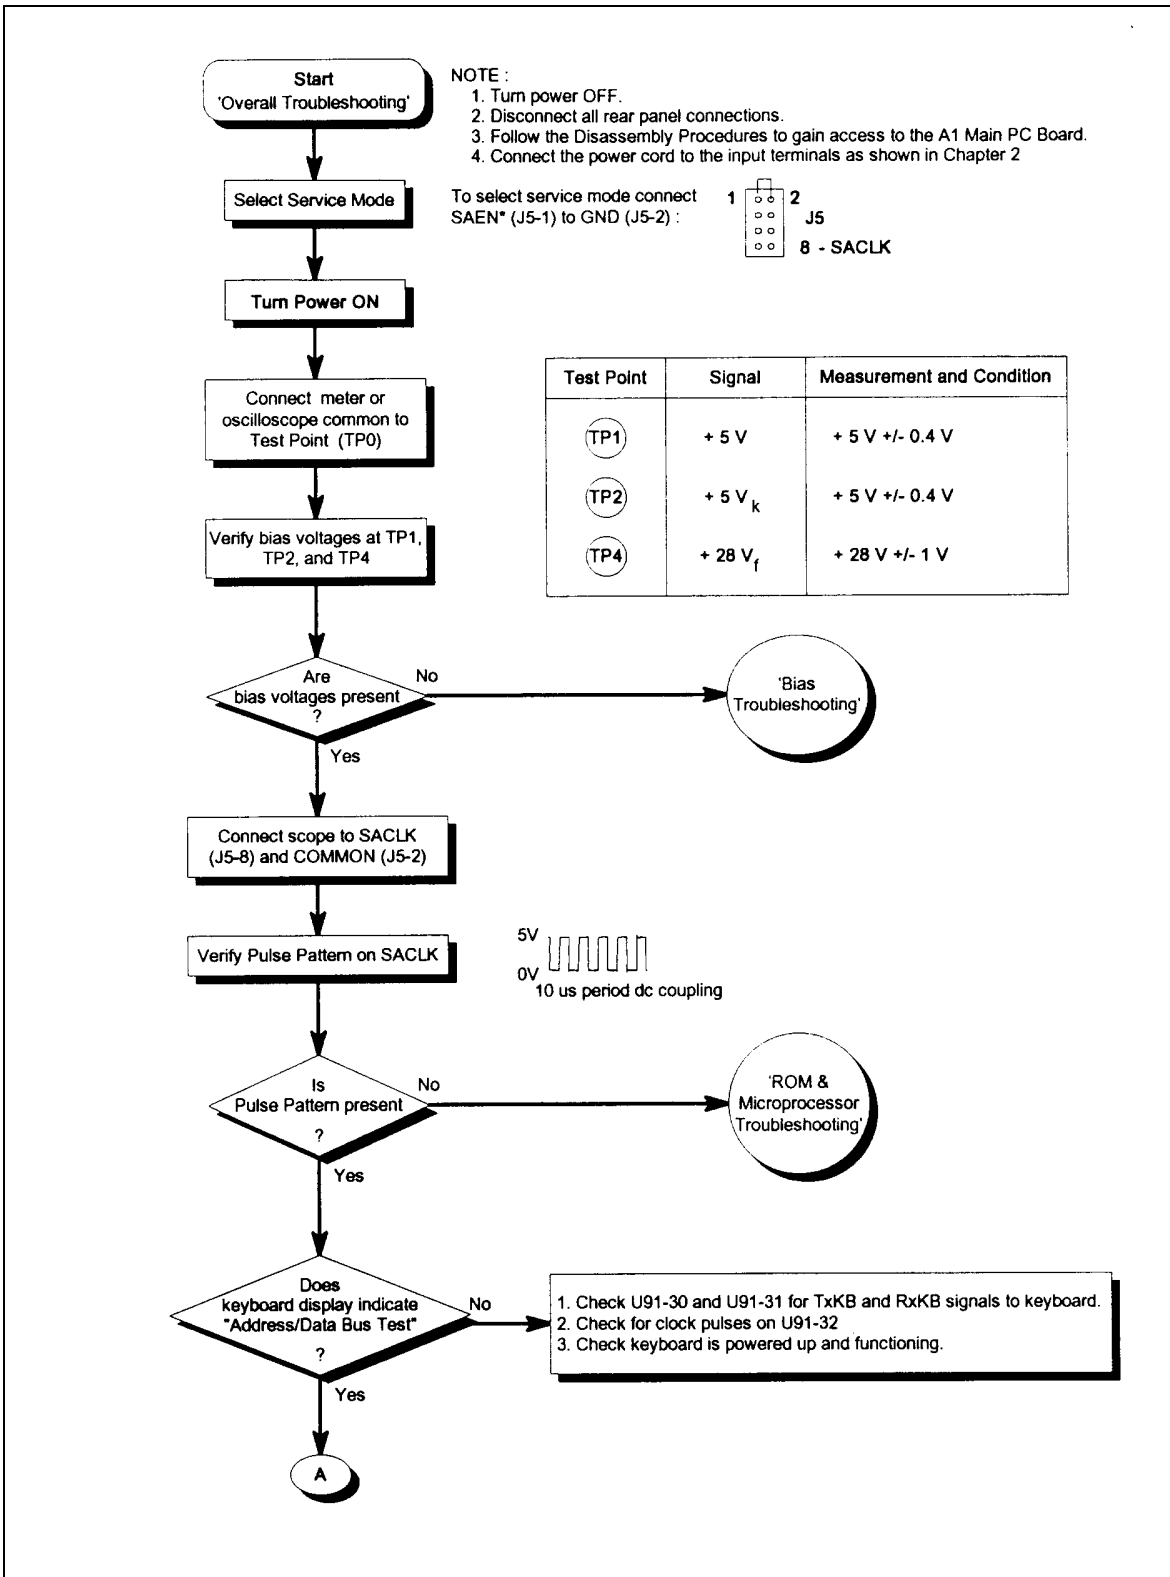 Start
'Overall Troubleshooting'
NOTE :
1. Turn power OFF.
2. Disconnect all rear panel connections.
3. Follow the Disassembly Procedures to gain access to the A1 Main PC Board.
4. Connect the power cord to the input terminals as shown in Chapter 2
Select Service Mode
To select service mode connect
SAEN* (J5-1) to GND (J5-2) :
1
2
J5
8 - SACLK
Turn Power ON
Connect meter or
oscilloscope common to
Test Point (TP0)
Test Point Signal Measurement and Condition
TP1 + 5 V + 5 V +/- 0.4 V
TP2 + 5 V k + 5 V +/- 0.4 V
TP4 + 28 V f + 28 V +/- 1 V
Verify bias voltages at TP1,
TP2, and TP4
Are
bias voltages present
?
No
Yes
'Bias
Troubleshooting'
Connect scope to SACLK
(J5-8) and COMMON (J5-2)
Verify Pulse Pattern on SACLK
5V
0V
10 us period dc coupling
Is
Pulse Pattern present
?
No
Yes
'ROM &
Microprocessor
Troubleshooting'
Does
keyboard display indicate
"Address/Data Bus Test"
?
No
Yes
1. Check U91-30 and U91-31 for TxKB and RxKB signals to keyboard.
2. Check for clock pulses on U91-32
3. Check keyboard is powered up and functioning.
A